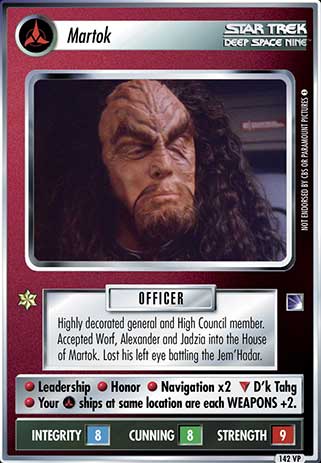 Martok
STAR TREK
DEEP SPACE NINE
NOT ENDORSED BY CBS OR PARAMOUNT PICTURES
OFFICER
Highly decorated general and High Council member.
Accepted Worf, Alexander and Jadzia into the House
of Martok. Lost his left eye battling the Jem'Hadar.
Leadership Honor Navigation x2 D'k Tahg
Your ships at same location are each WEAPONS +2.
INTEGRITY 8 CUNNING 8 STRENGTH 9
142 VP